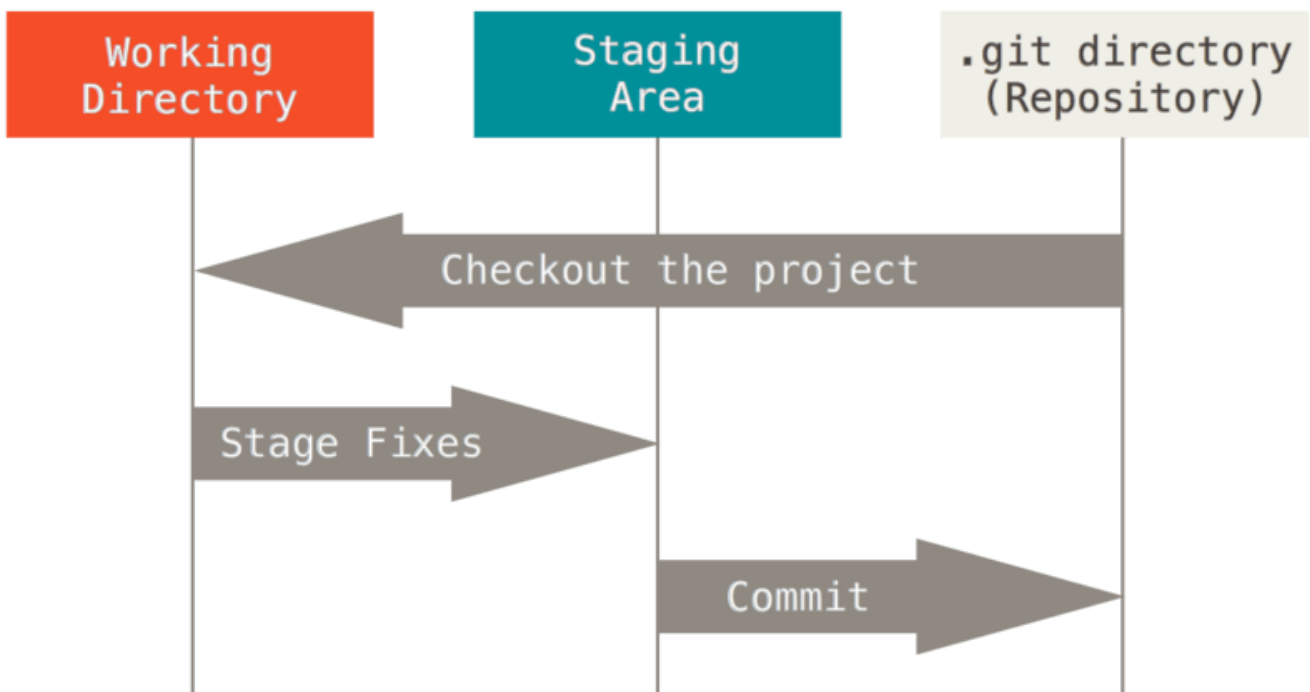 Working
Directory
Staging
Area
.git directory
(Repository)
Checkout the project
Stage Fixes
Commit